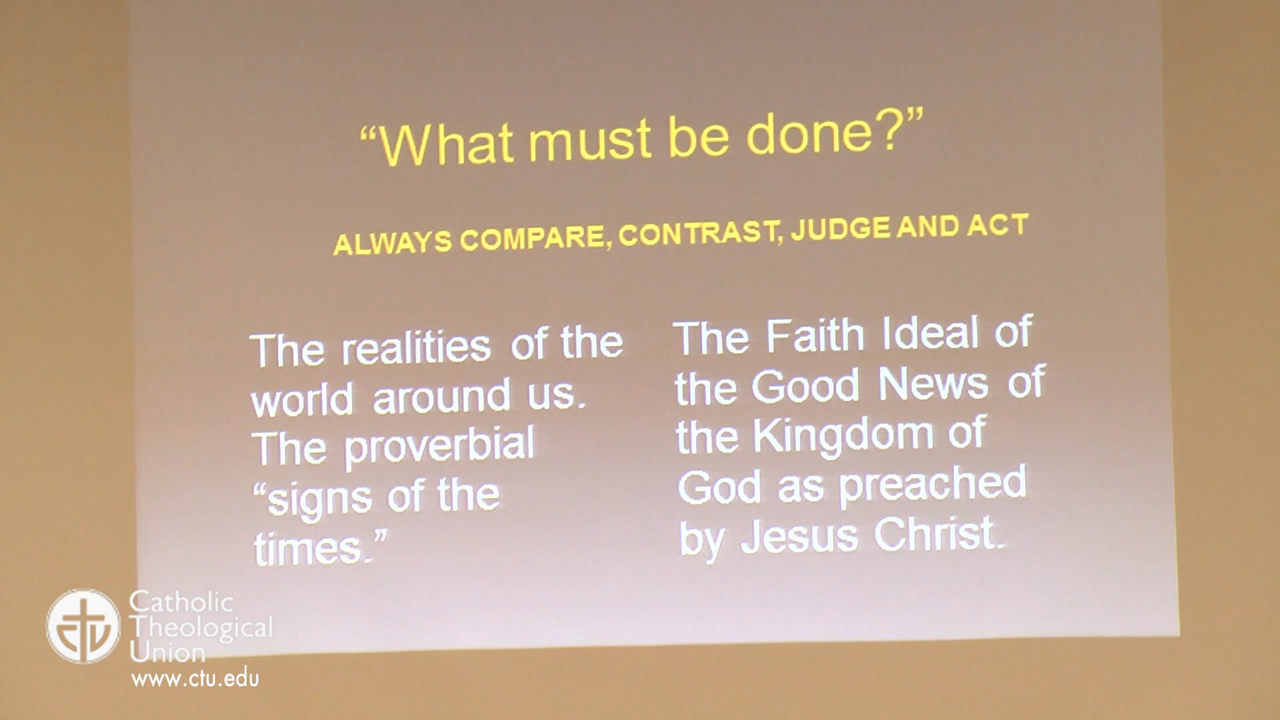 “What must be done?”
ALWAYS COMPARE, CONTRAST, JUDGE AND ACT
The realities of the
world around us.
The proverbial
“signs of the
times.”
The Faith Ideal of
the Good News of
the Kingdom of
God as preached
by Jesus Christ.
Catholic
Theological
Union
www.ctu.edu